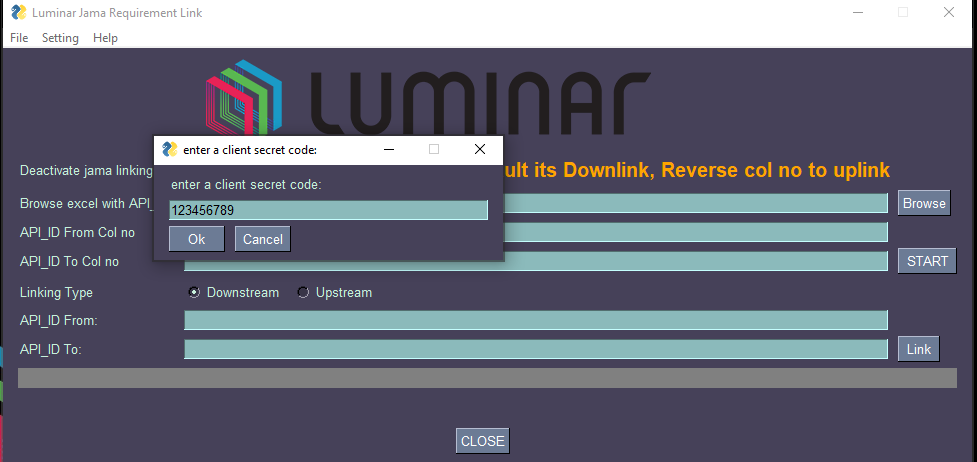 Luminar Jama Requirement Link
File Setting Help
LUMINAR
enter a client secret code:
Deactivate jama linking
ult its Downlink, Reverse col no to uplink
enter a client secret code:
Browse excel with API_
123456789
Browse
API_ID From Col no
Ok Cancel
API_ID To Col no
START
Linking Type Downstream Upstream
API_ID From:
API_ID To:
Link
CLOSE